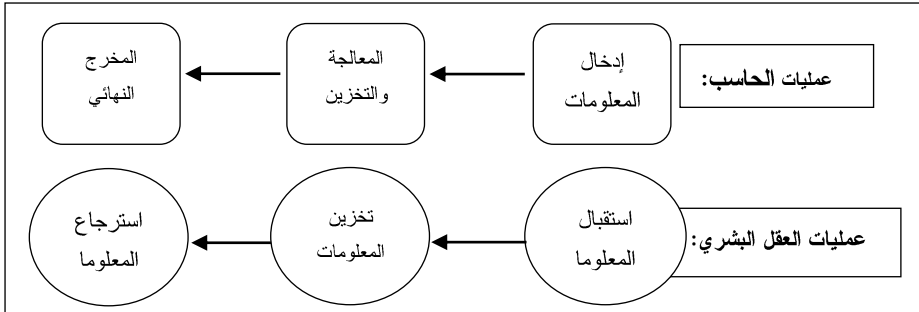 عمليات الحاسب:
إدخال
المعلومات
المعالجة
والتخزين
المخرج
النهائي
عمليات العقل البشري:
استقبال
المعلوما
تخزين
المعلومات
استرجاع
المعلوما